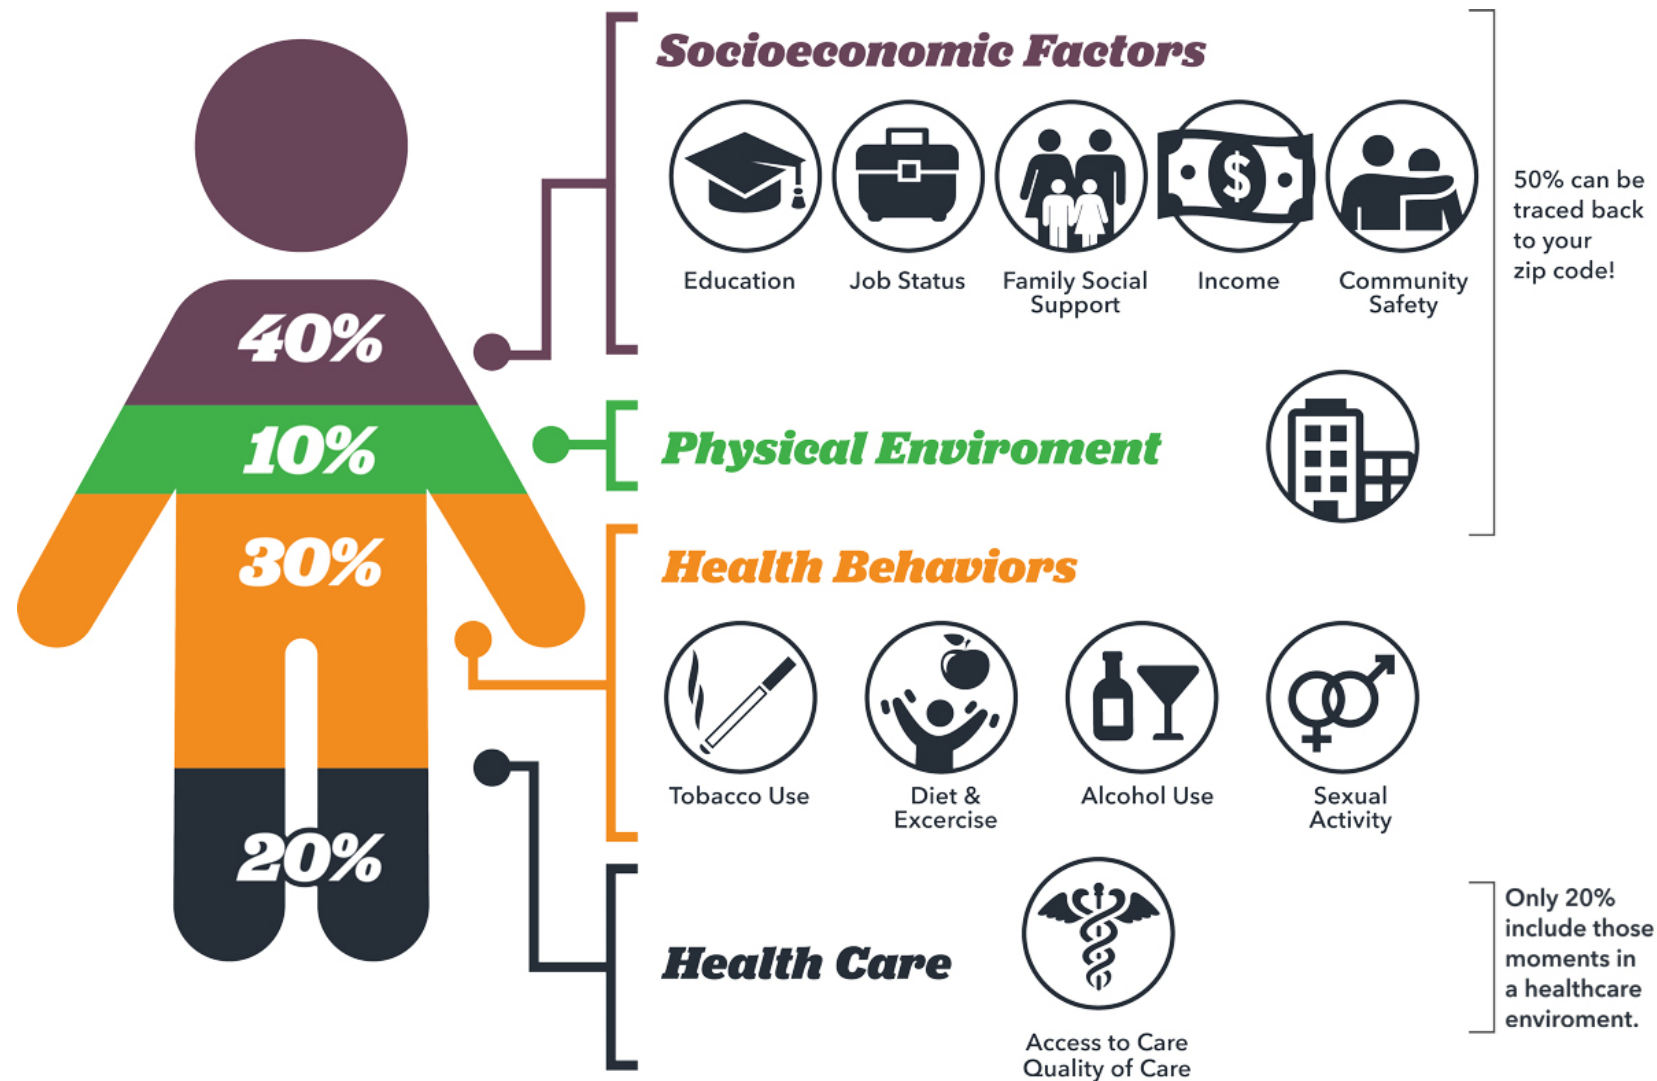 Socioeconomic Factors
Education
Job Status
Family Social
Support
Income
Community
Safety
50% can be
traced back
to your
zip code!
40%
10%
Physical Enviroment
30%
Health Behaviors
Tobacco Use
Diet &
Excercise
Alcohol Use
Sexual
Activity
20%
Health Care
Access to Care
Quality of Care
Only 20%
include those
moments in
a healthcare
enviroment.